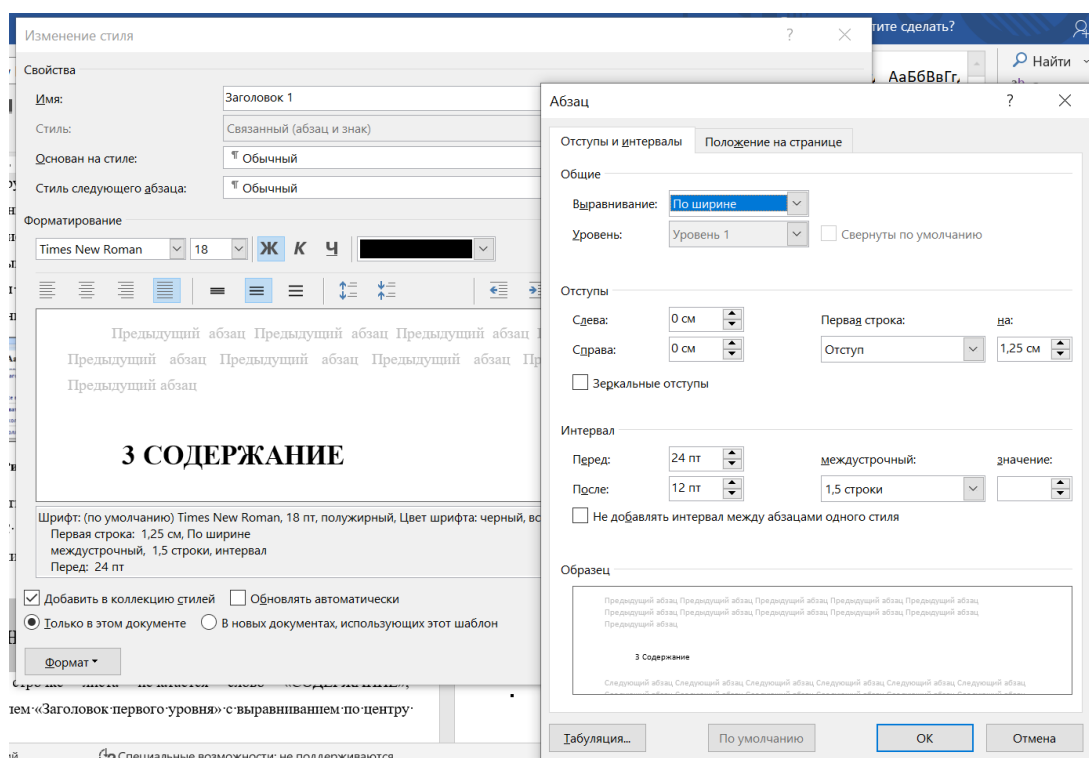 тите сделать?
Найти
АаБбВвГг,
Изменение стиля
Свойства
Имя:
Заголовок 1
Стиль:
Связанный (абзац и знак)
Основан на стиле:
¶ Обычный
Стиль следующего абзаца:
¶ Обычный
Форматирование
Times New Roman 18 Ж К Ч
Предыдущий абзац Предыдущий абзац Предыдущий абзац
Предыдущий абзац Предыдущий абзац Предыдущий абзац
Предыдущий абзац
3 СОДЕРЖАНИЕ
Шрифт: (по умолчанию) Times New Roman, 18 пт, полужирный, Цвет шрифта: черный, вс
Первая строка: 1,25 см, По ширине
междустрочный, 1,5 строки, интервал
Перед: 24 пт
Добавить в коллекцию стилей Обновлять автоматически
Только в этом документе В новых документах, использующих этот шаблон
Формат
Абзац
Отступы и интервалы Положение на странице
Общие
Выравнивание: По ширине
Уровень: Уровень 1 Свернуты по умолчанию
Отступы
Слева: 0 см Первая строка: на:
Справа: 0 см Отступ 1,25 см
Зеркальные отступы
Интервал
Перед: 24 пт междустрочный: значение:
После: 12 пт 1,5 строки
Не добавлять интервал между абзацами одного стиля
Образец
Предыдущий абзац Предыдущий абзац Предыдущий абзац Предыдущий абзац Предыдущий абзац
Предыдущий абзац Предыдущий абзац Предыдущий абзац Предыдущий абзац Предыдущий абзац
Предыдущий абзац
3 Содержание
Следующий абзац Следующий абзац Следующий абзац Следующий абзац Следующий абзац Следующий абзац
Табуляция... По умолчанию ОК Отмена
строчке листа печатается слово «СОДЕРЖАНИЕ»,
лем·«Заголовок·первого·уровня»·с·выравниванием·по·центру·
Специальные возможности: не поддерживаются